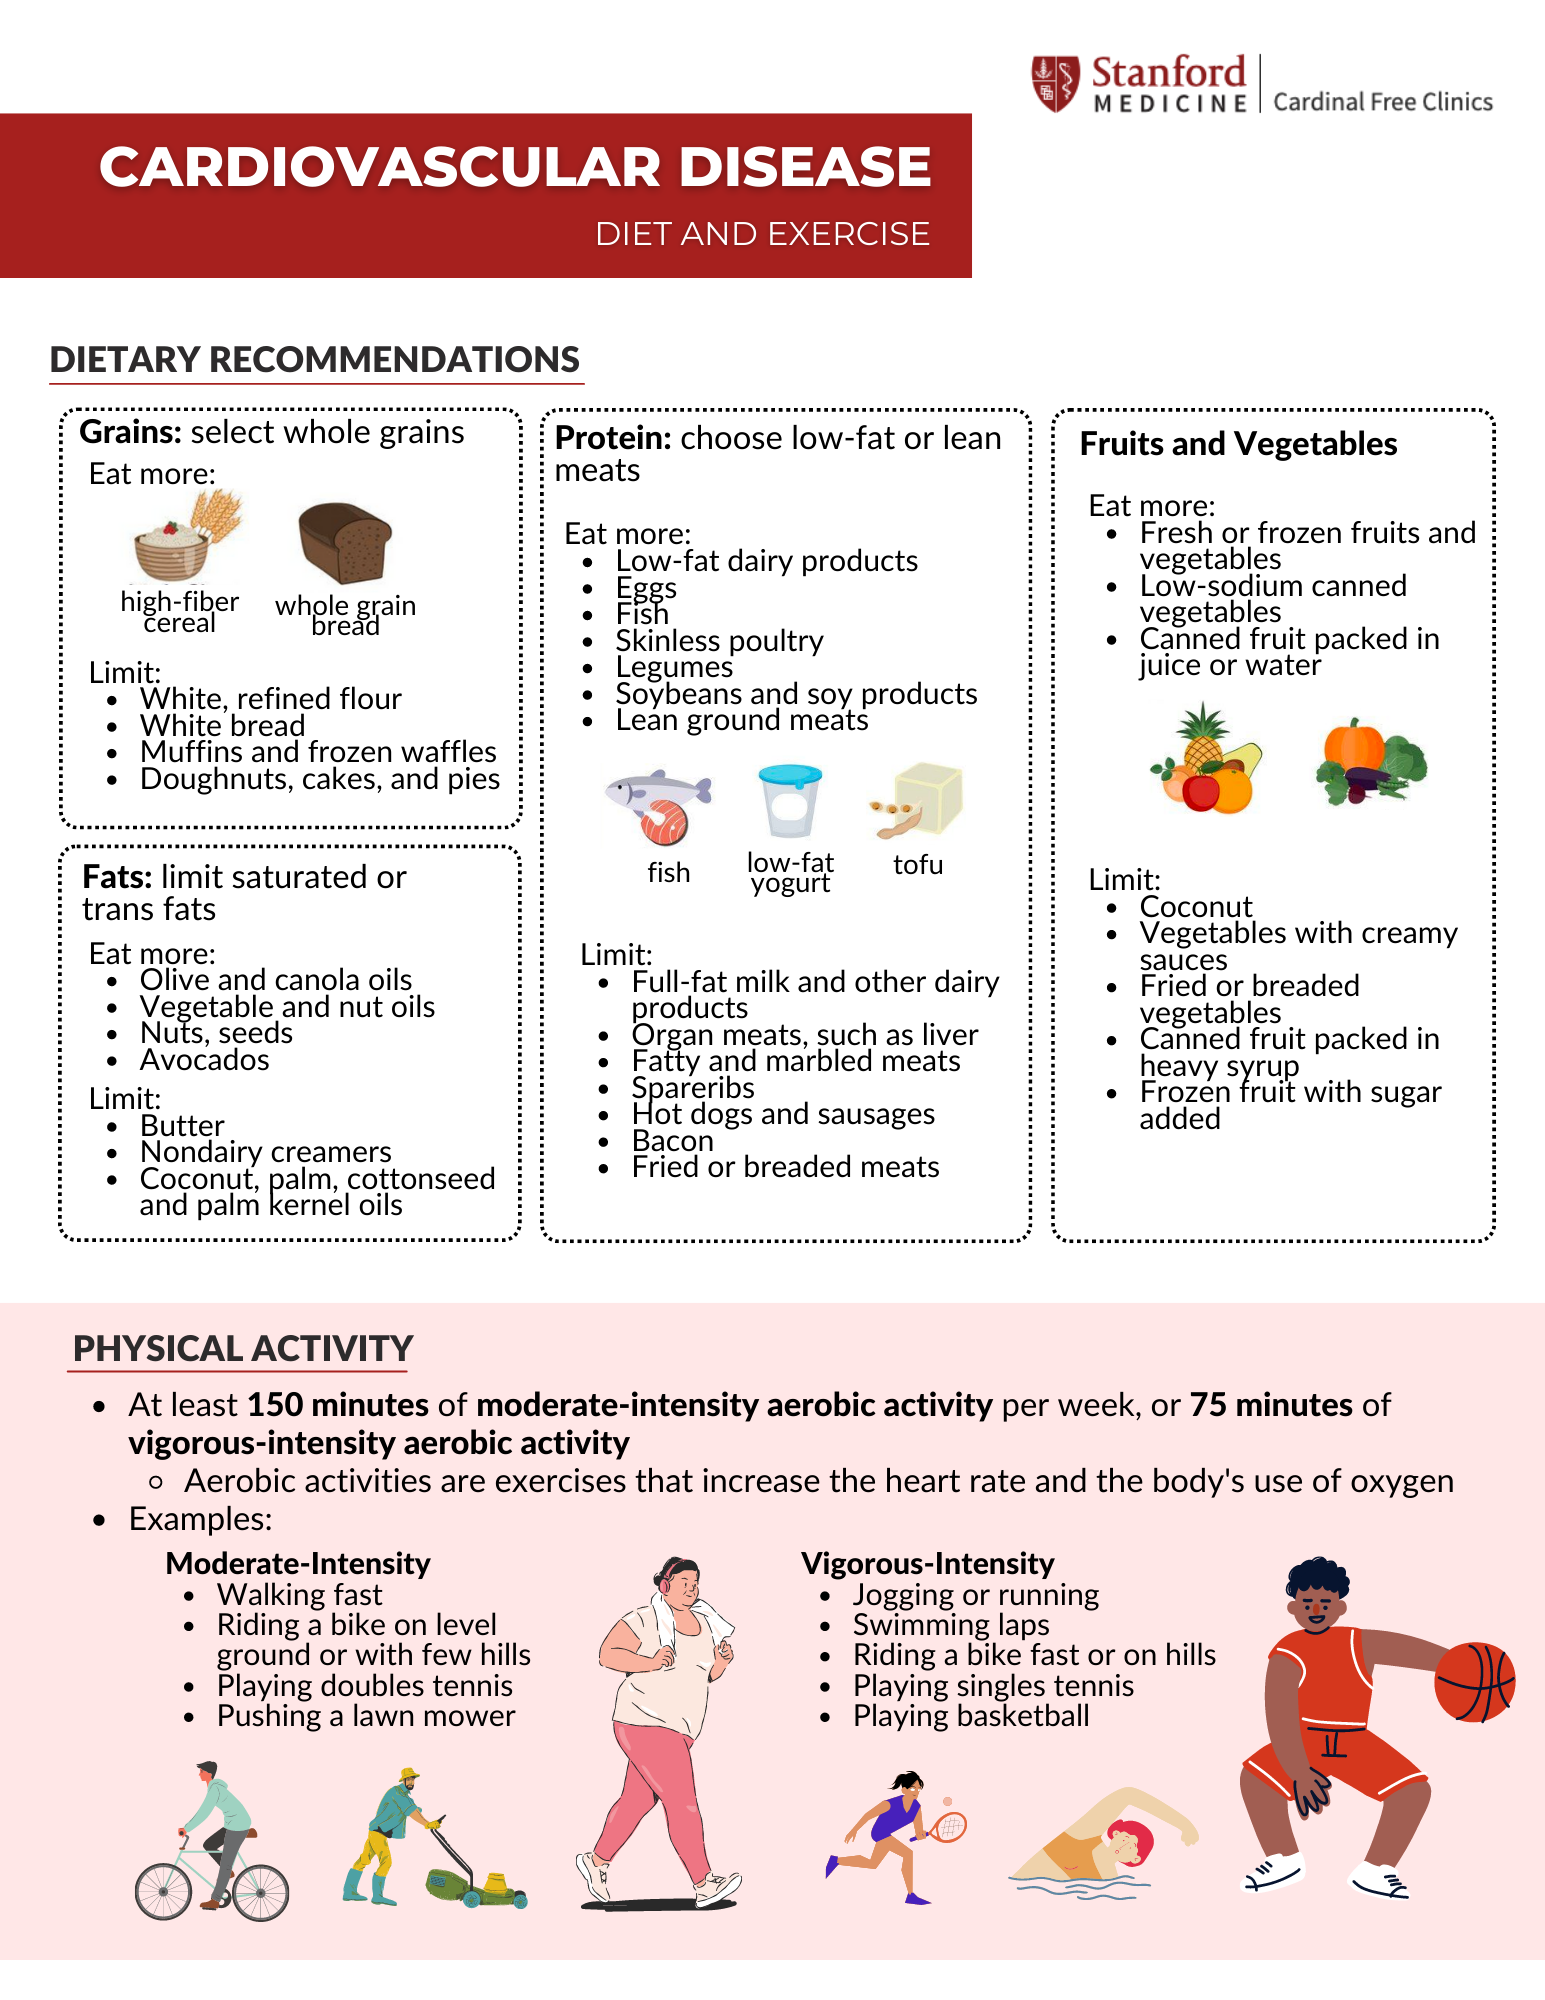 Stanford
MEDICINE
Cardinal Free Clinics
CARDIOVASCULAR DISEASE
DIET AND EXERCISE
DIETARY RECOMMENDATIONS
Grains: select whole grains
Eat more:
high-fiber
cereal
whole grain
bread
Limit:
• White, refined flour
• White bread
• Muffins and frozen waffles
• Doughnuts, cakes, and pies
Fats: limit saturated or
trans fats
Eat more:
• Olive and canola oils
• Vegetable and nut oils
• Nuts, seeds
• Avocados
Limit:
• Butter
• Nondairy creamers
• Coconut, palm, cottonseed
and palm kernel oils
Protein: choose low-fat or lean
meats
Eat more:
• Low-fat dairy products
• Eggs
• Fish
• Skinless poultry
• Legumes
• Soybeans and soy products
• Lean ground meats
fish
low-fat
yogurt
tofu
Limit:
• Full-fat milk and other dairy
products
• Organ meats, such as liver
• Fatty and marbled meats
• Spareribs
• Hot dogs and sausages
• Bacon
• Fried or breaded meats
Fruits and Vegetables
Eat more:
• Fresh or frozen fruits and
vegetables
• Low-sodium canned
vegetables
• Canned fruit packed in
juice or water
Limit:
• Coconut
• Vegetables with creamy
sauces
• Fried or breaded
vegetables
• Canned fruit packed in
heavy syrup
• Frozen fruit with sugar
added
PHYSICAL ACTIVITY
• At least 150 minutes of moderate-intensity aerobic activity per week, or 75 minutes of
vigorous-intensity aerobic activity
◦ Aerobic activities are exercises that increase the heart rate and the body's use of oxygen
• Examples:
Moderate-Intensity
• Walking fast
• Riding a bike on level
ground or with few hills
• Playing doubles tennis
• Pushing a lawn mower
Vigorous-Intensity
• Jogging or running
• Swimming laps
• Riding a bike fast or on hills
• Playing singles tennis
• Playing basketball